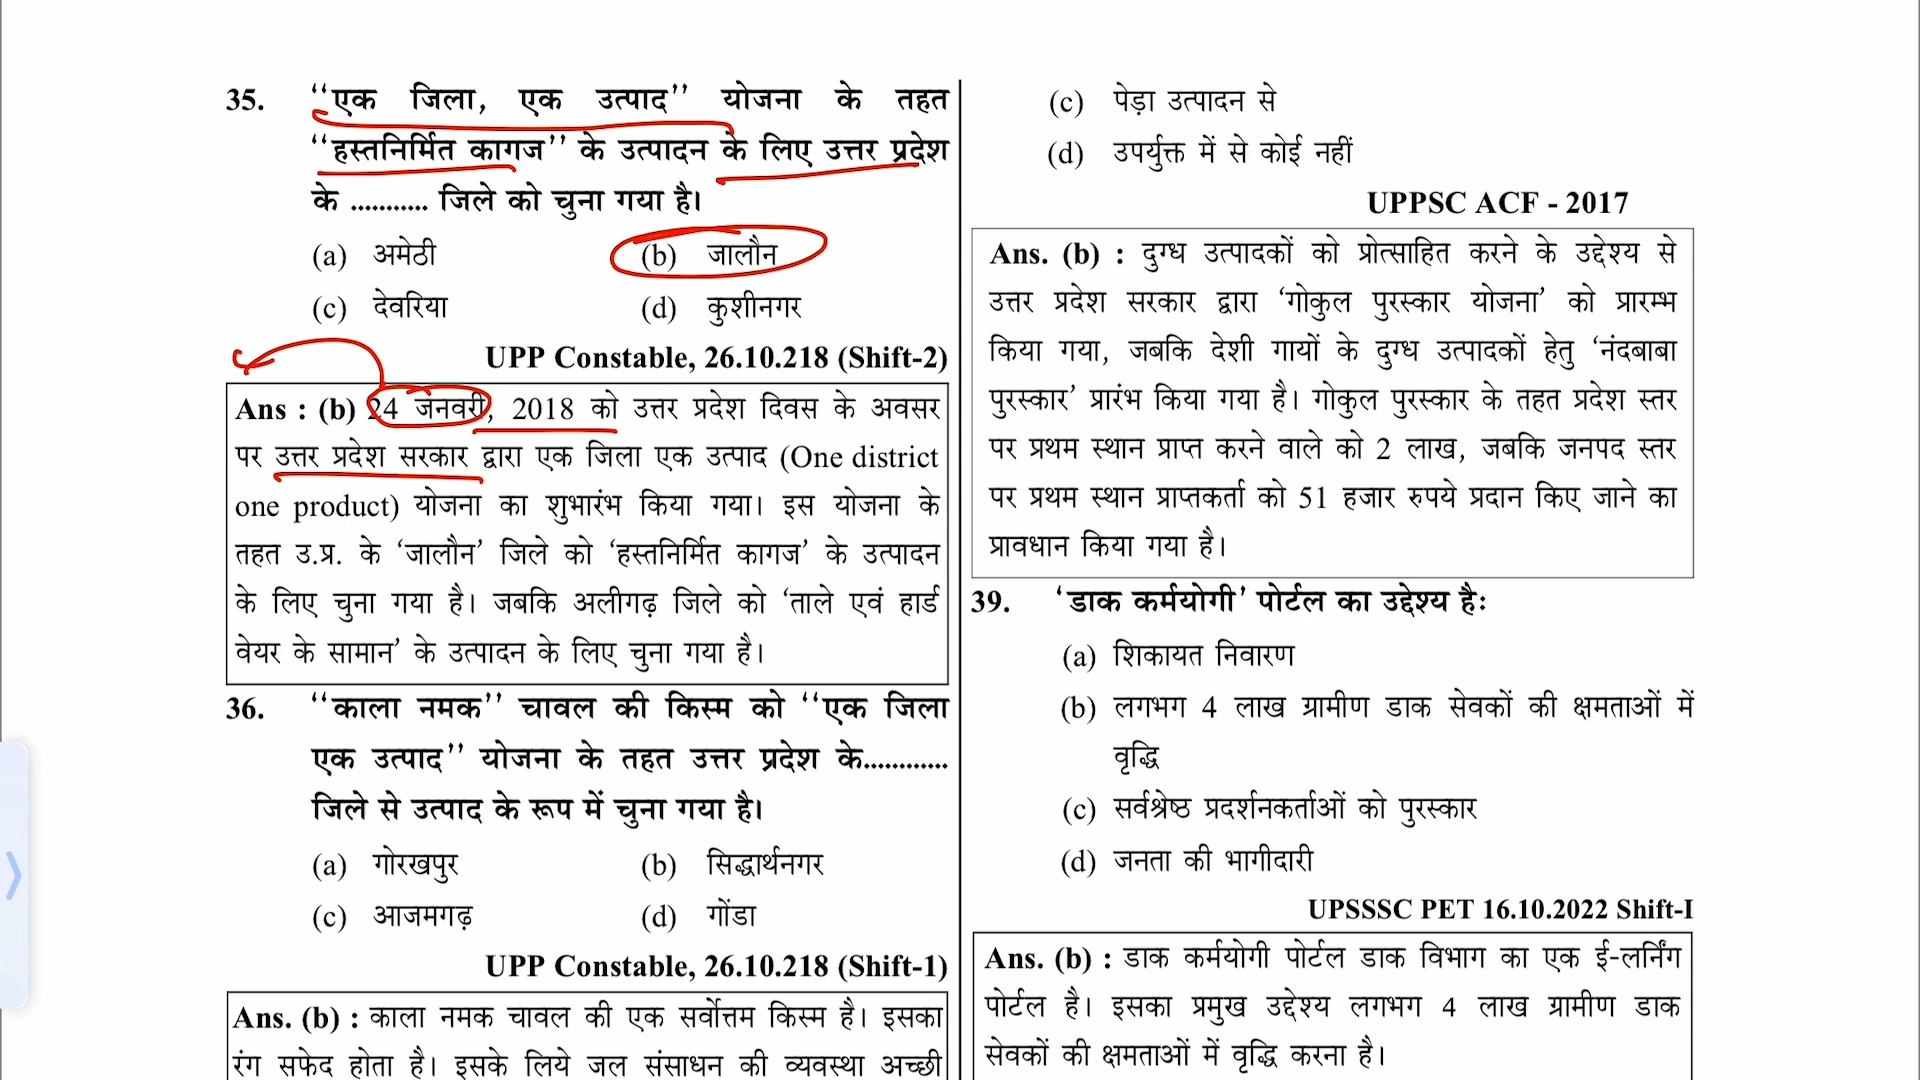 35. ‘‘एक जिला, एक उत्पाद’’ योजना के तहत
‘‘हस्तनिर्मित कागज’’ के उत्पादन के लिए उत्तर प्रदेश
के ............ जिले को चुना गया है।
(a) अमेठी (b) जालौन
(c) देवरिया (d) कुशीनगर
UPP Constable, 26.10.218 (Shift-2)
Ans : (b) 24 जनवरी, 2018 को उत्तर प्रदेश दिवस के अवसर
पर उत्तर प्रदेश सरकार द्वारा एक जिला एक उत्पाद (One district
one product) योजना का शुभारंभ किया गया। इस योजना के
तहत उ.प्र. के ‘जालौन’ जिले को ‘हस्तनिर्मित कागज’ के उत्पादन
के लिए चुना गया है। जबकि अलीगढ़ जिले को ‘ताले एवं हार्ड
वेयर के सामान’ के उत्पादन के लिए चुना गया है।
36. ‘‘काला नमक’’ चावल की किस्म को ‘‘एक जिला
एक उत्पाद’’ योजना के तहत उत्तर प्रदेश के............
जिले से उत्पाद के रूप में चुना गया है।
(a) गोरखपुर (b) सिद्धार्थनगर
(c) आजमगढ़ (d) गोंडा
UPP Constable, 26.10.218 (Shift-1)
Ans. (b) : काला नमक चावल की एक सर्वोत्तम किस्म है। इसका
रंग सफेद होता है। इसके लिये जल संसाधन की व्यवस्था अच्छी
(c) पेड़ा उत्पादन से
(d) उपर्युक्त में से कोई नहीं
UPPSC ACF - 2017
Ans. (b) : दुग्ध उत्पादकों को प्रोत्साहित करने के उद्देश्य से
उत्तर प्रदेश सरकार द्वारा ‘गोकुल पुरस्कार योजना’ को प्रारम्भ
किया गया, जबकि देशी गायों के दुग्ध उत्पादकों हेतु ‘नंदबाबा
पुरस्कार’ प्रारंभ किया गया है। गोकुल पुरस्कार के तहत प्रदेश स्तर
पर प्रथम स्थान प्राप्त करने वाले को 2 लाख, जबकि जनपद स्तर
पर प्रथम स्थान प्राप्तकर्ता को 51 हजार रुपये प्रदान किए जाने का
प्रावधान किया गया है।
39. ‘डाक कर्मयोगी’ पोर्टल का उद्देश्य हैः
(a) शिकायत निवारण
(b) लगभग 4 लाख ग्रामीण डाक सेवकों की क्षमताओं में
वृद्धि
(c) सर्वश्रेष्ठ प्रदर्शनकर्ताओं को पुरस्कार
(d) जनता की भागीदारी
UPSSSC PET 16.10.2022 Shift-I
Ans. (b) : डाक कर्मयोगी पोर्टल डाक विभाग का एक ई-लर्निंग
पोर्टल है। इसका प्रमुख उद्देश्य लगभग 4 लाख ग्रामीण डाक
सेवकों की क्षमताओं में वृद्धि करना है।